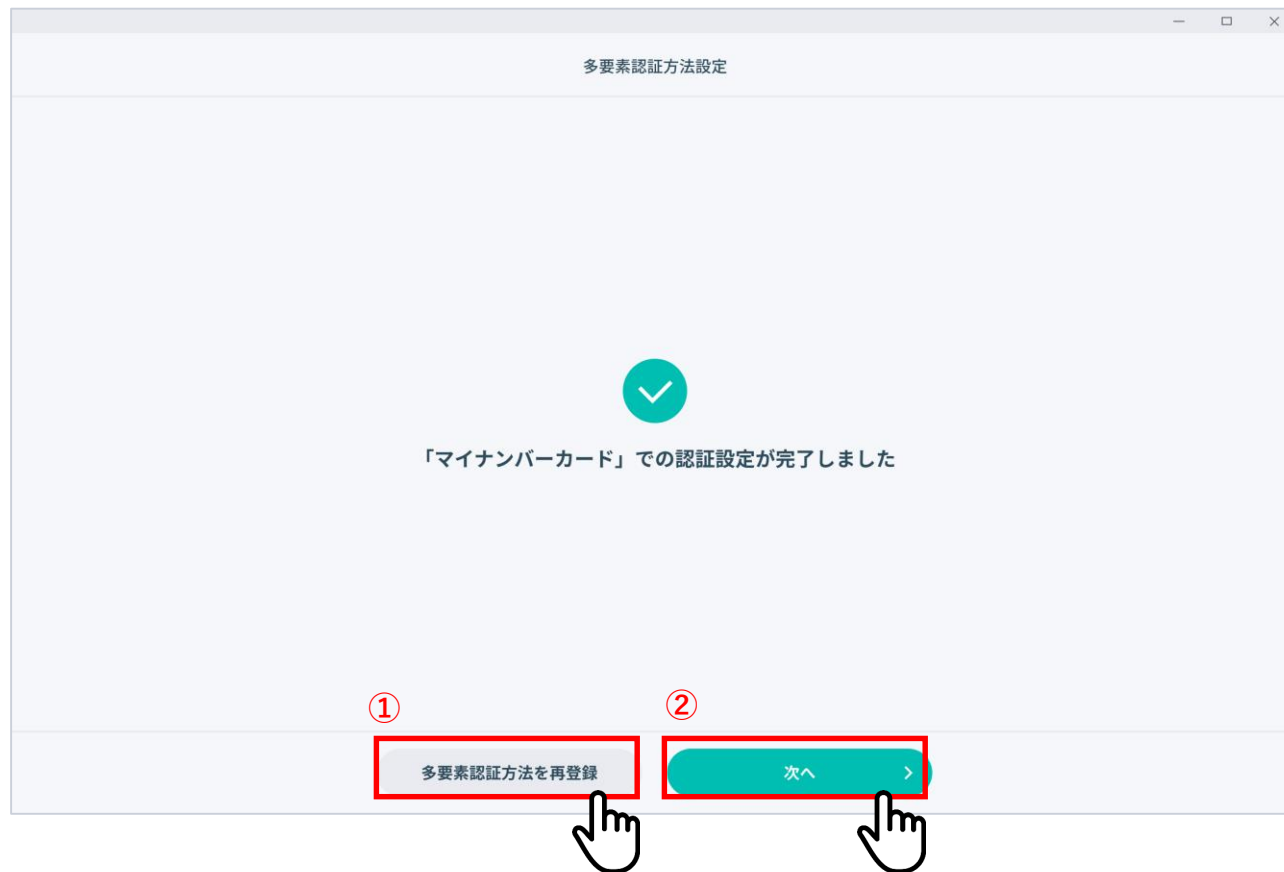 多要素認証方法設定
「マイナンバーカード」での認証設定が完了しました
① ②
多要素認証方法を再登録 次へ